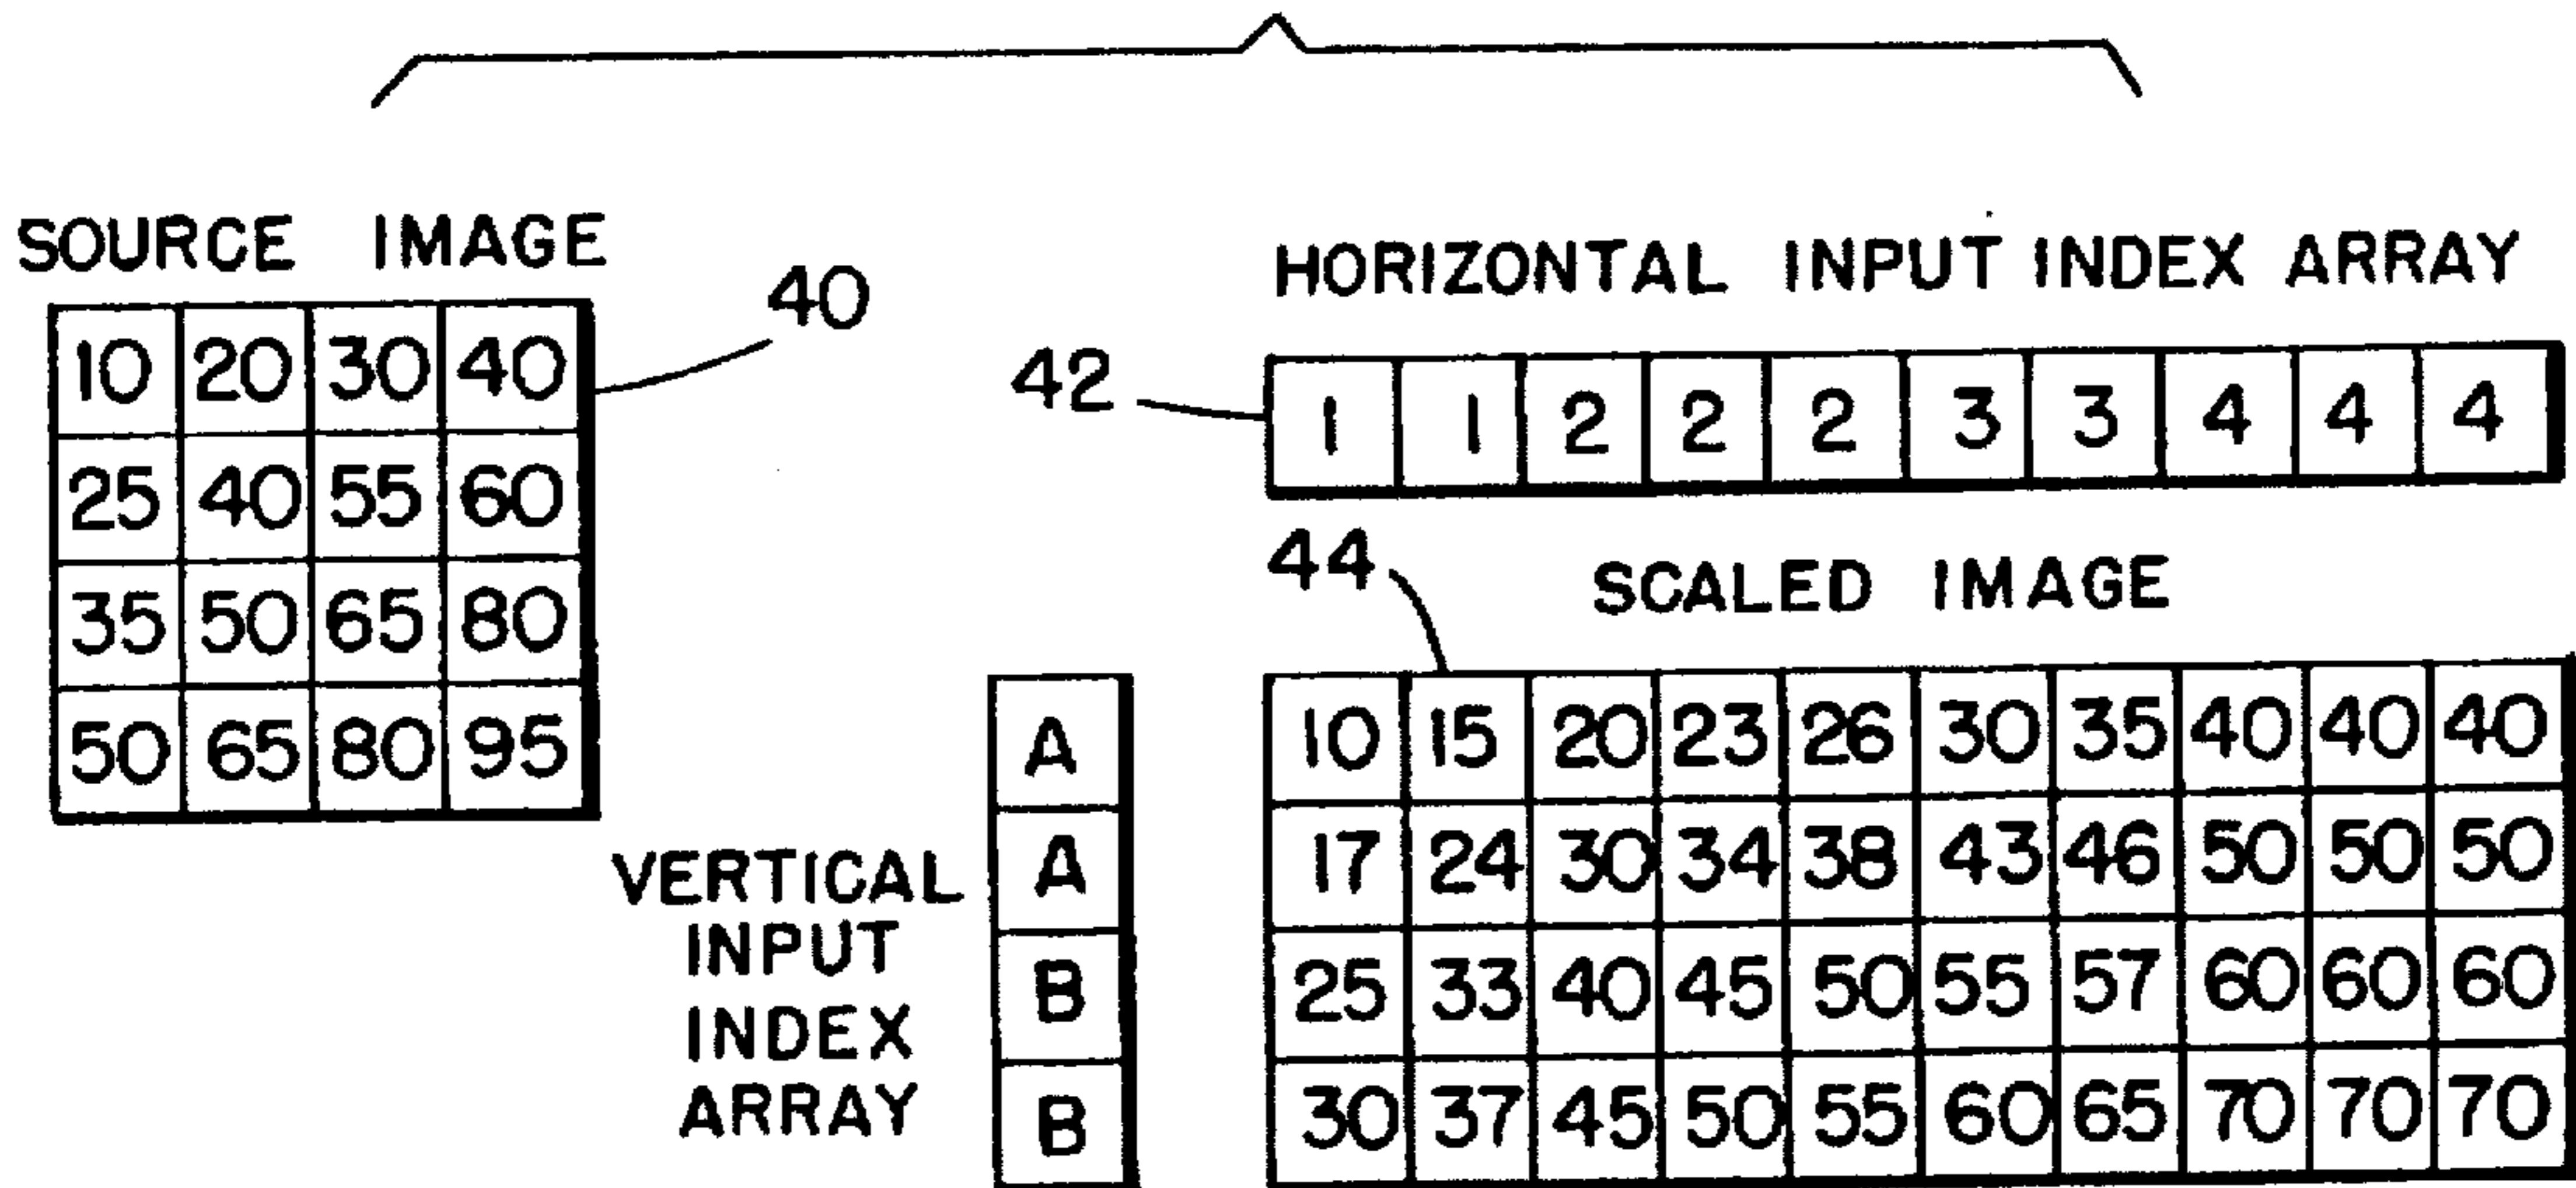 SOURCE IMAGE
40
10 20 30 40
25 40 55 60
35 50 65 80
50 65 80 95
HORIZONTAL INPUT INDEX ARRAY
42
1 1 2 2 2 3 3 4 4 4
44
SCALED IMAGE
VERTICAL
INPUT
INDEX
ARRAY
A
A
B
B
10 15 20 23 26 30 35 40 40 40
17 24 30 34 38 43 46 50 50 50
25 33 40 45 50 55 57 60 60 60
30 37 45 50 55 60 65 70 70 70